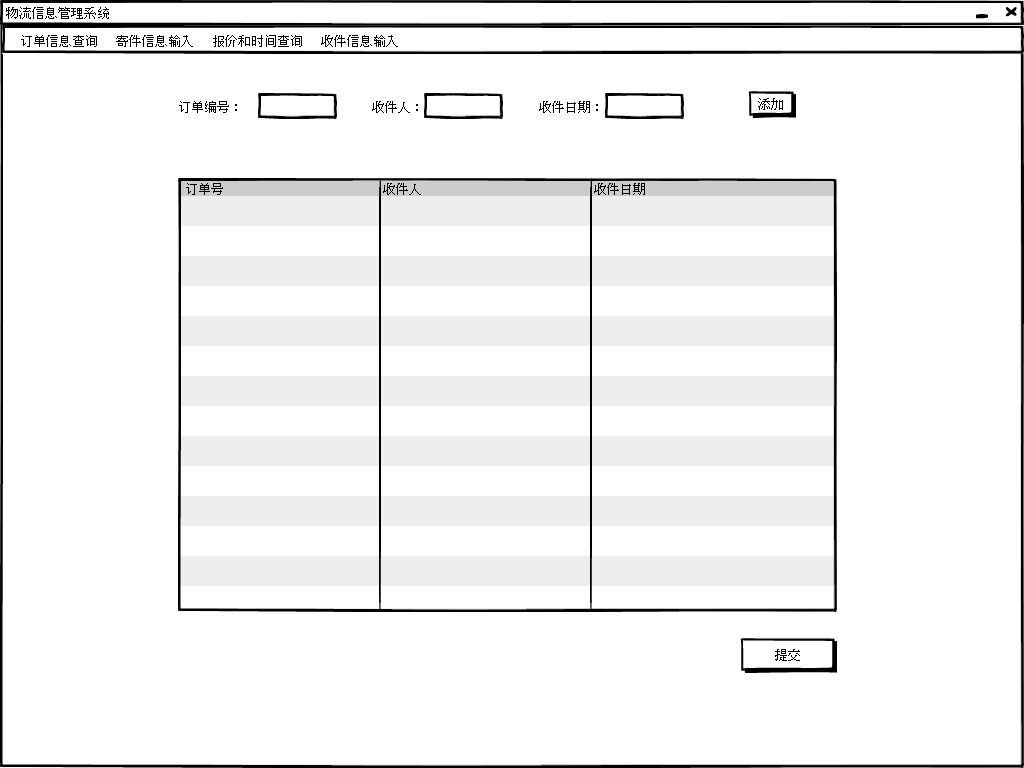 物流信息管理系统
订单信息查询 寄件信息输入 报价和时间查询 收件信息输入
订单编号： 收件人： 收件日期： 添加
订单号 收件人 收件日期
提交